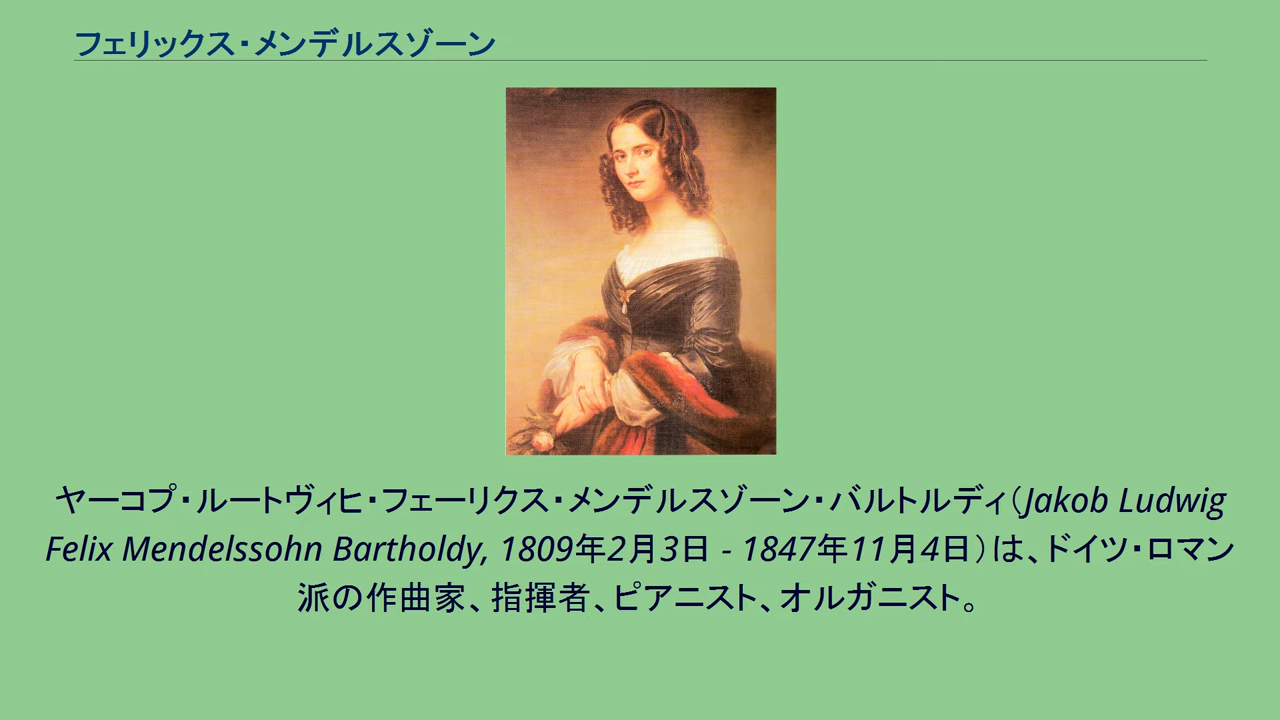 フェリックス・メンデルスゾーン
ヤーコプ・ルートヴィヒ・フェーリクス・メンデルスゾーン・バルトルディ（Jakob Ludwig
Felix Mendelssohn Bartholdy, 1809年2月3日 - 1847年11月4日）は、ドイツ・ロマン
派の作曲家、指揮者、ピアニスト、オルガニスト。